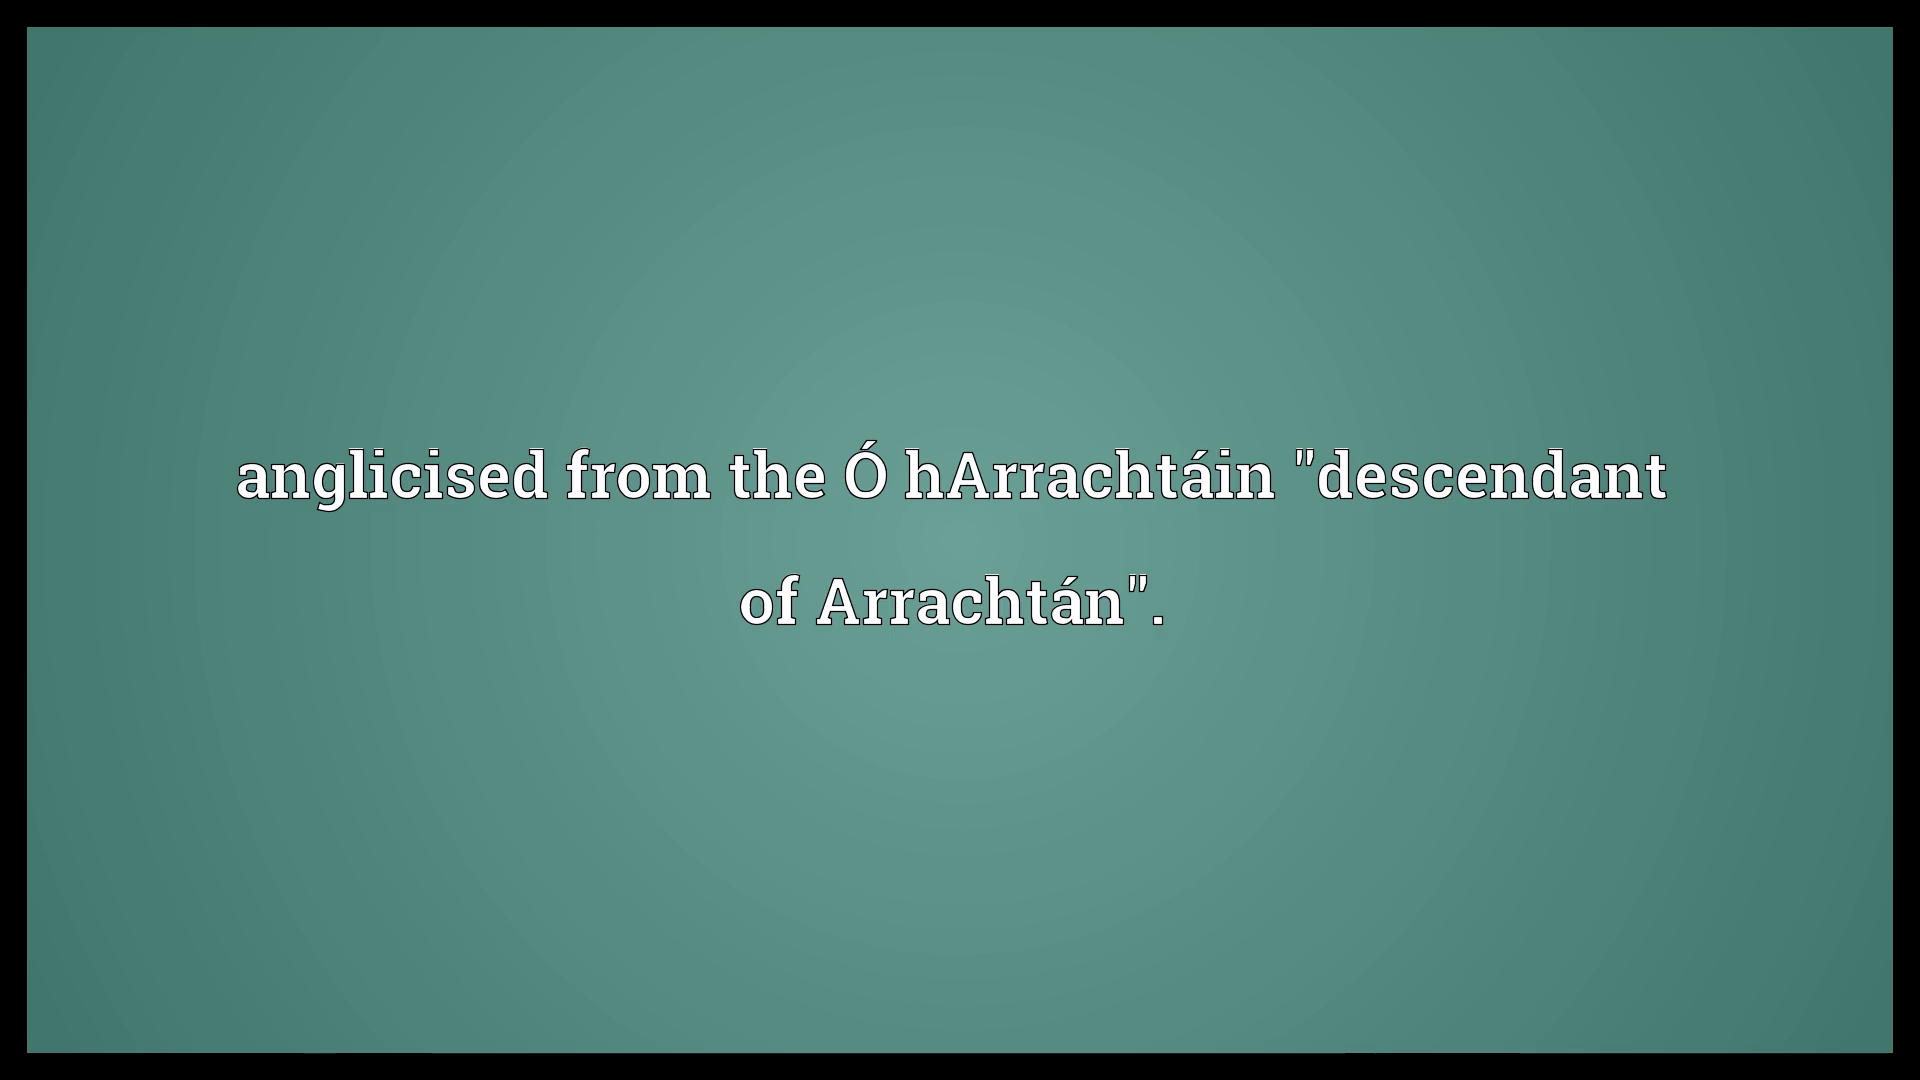 anglicised from the Ó hArrachtáin "descendant
of Arrachtán".